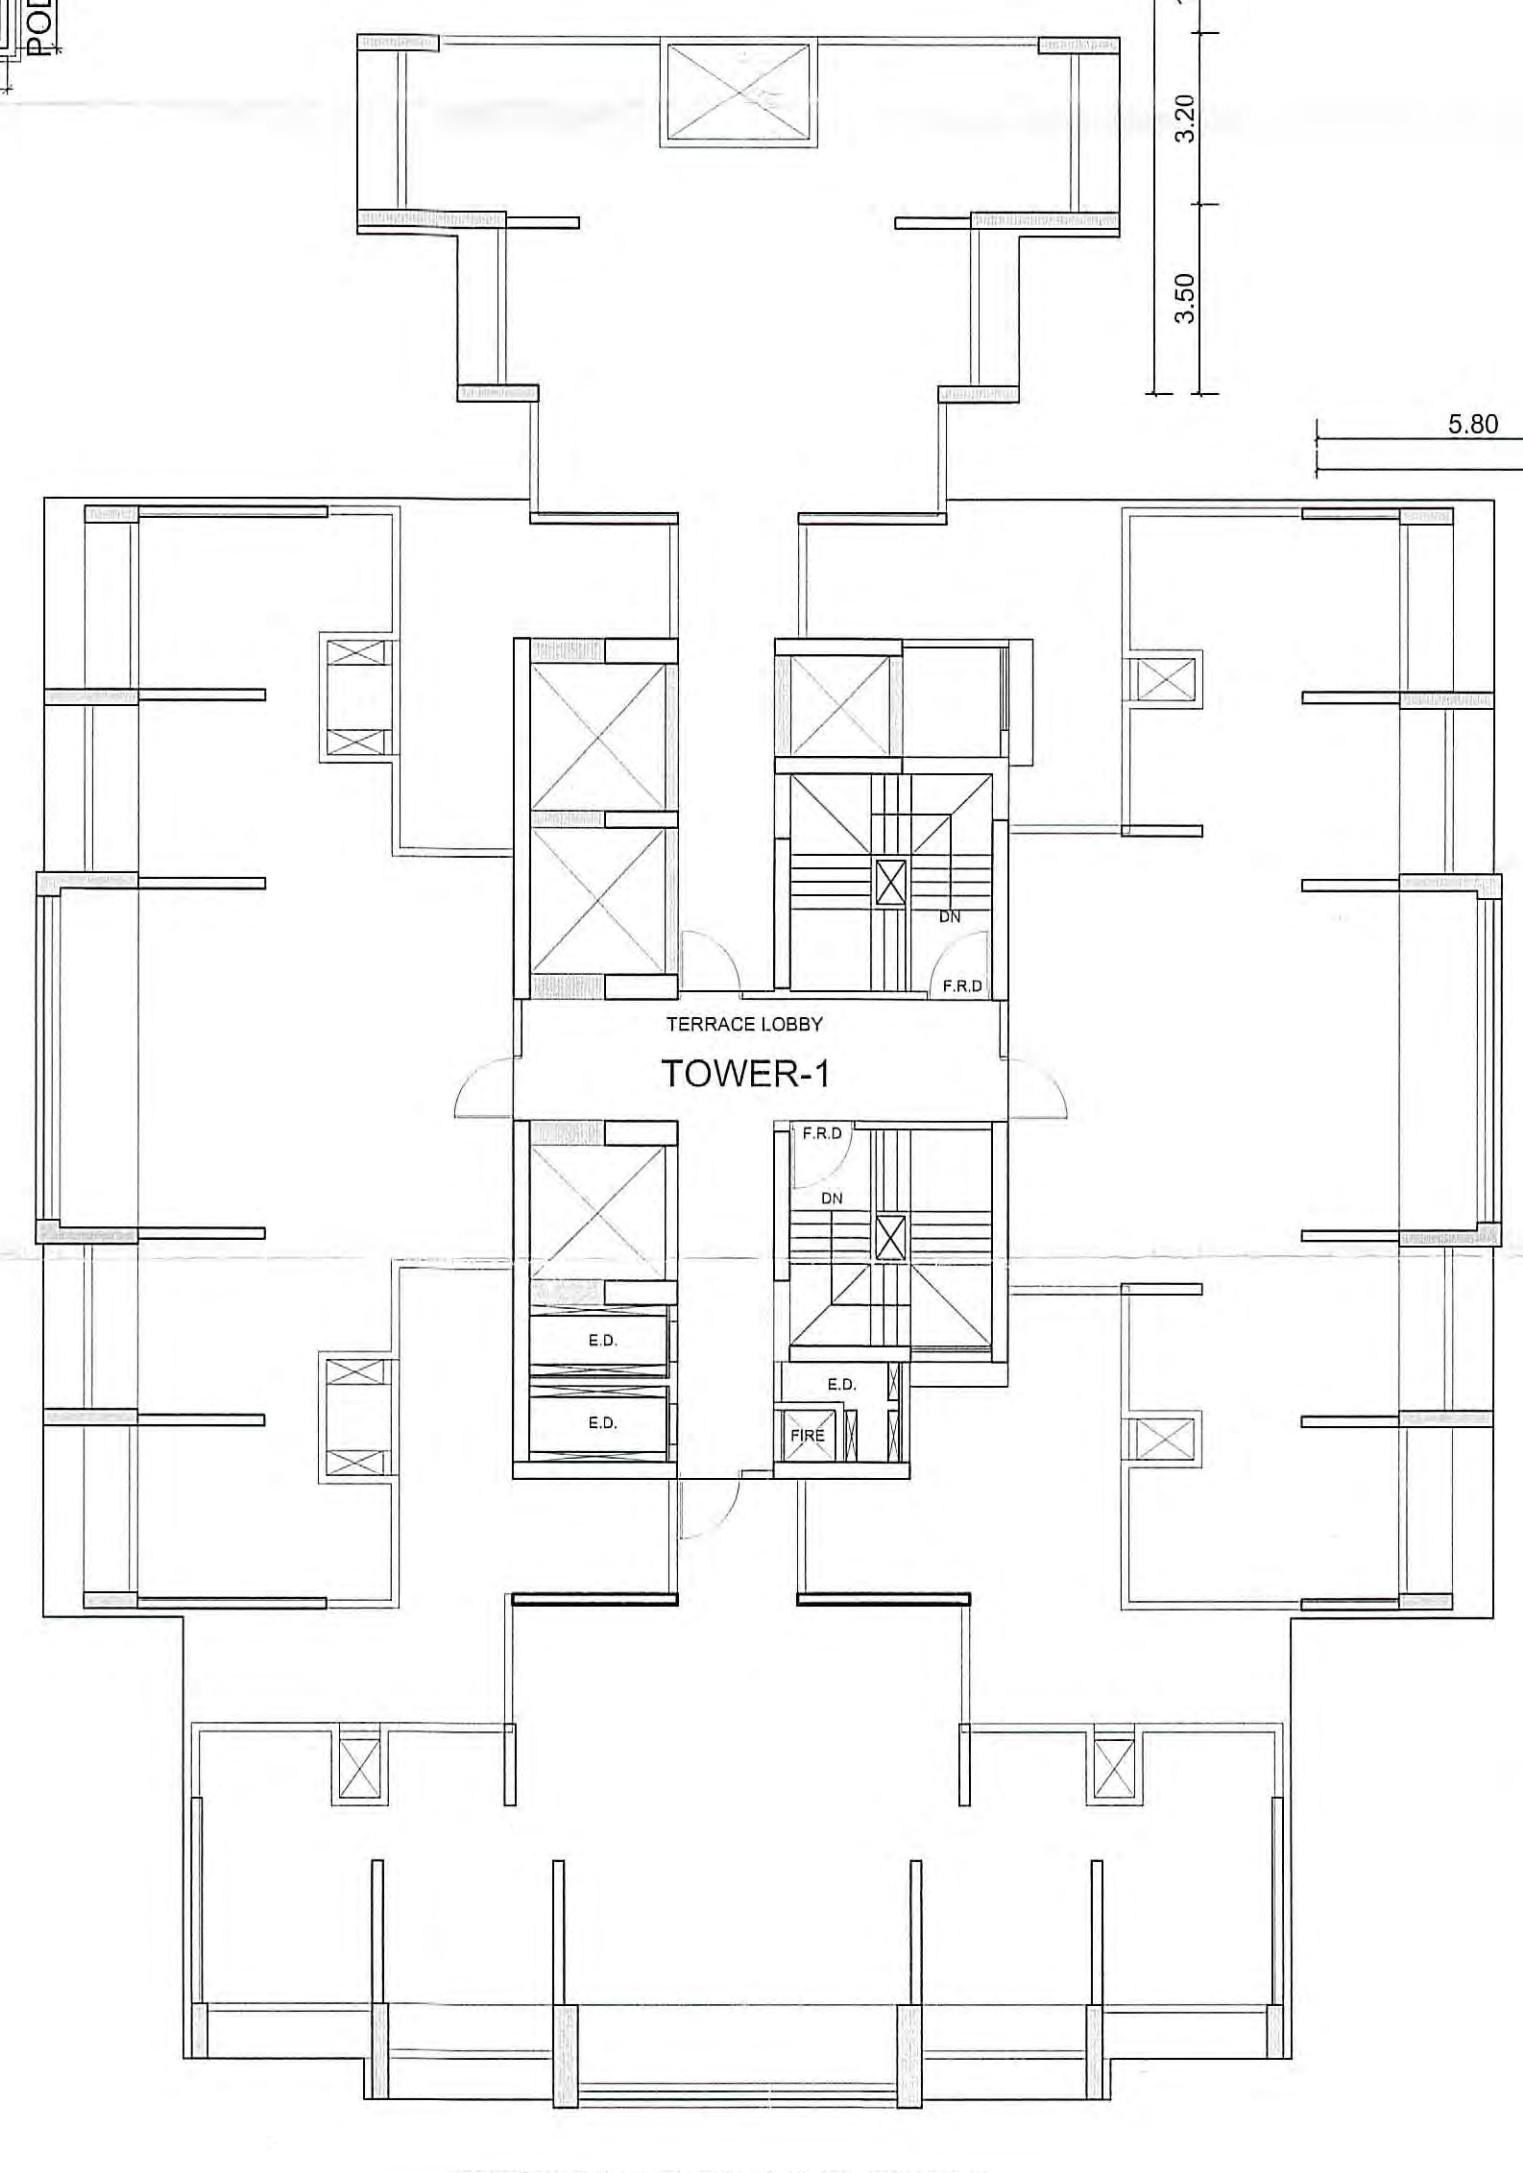 POD
3.20
3.50
5.80
DN
F.R.D
TERRACE LOBBY
TOWER-1
F.R.D
DN
E.D.
E.D.
E.D.
FIRE